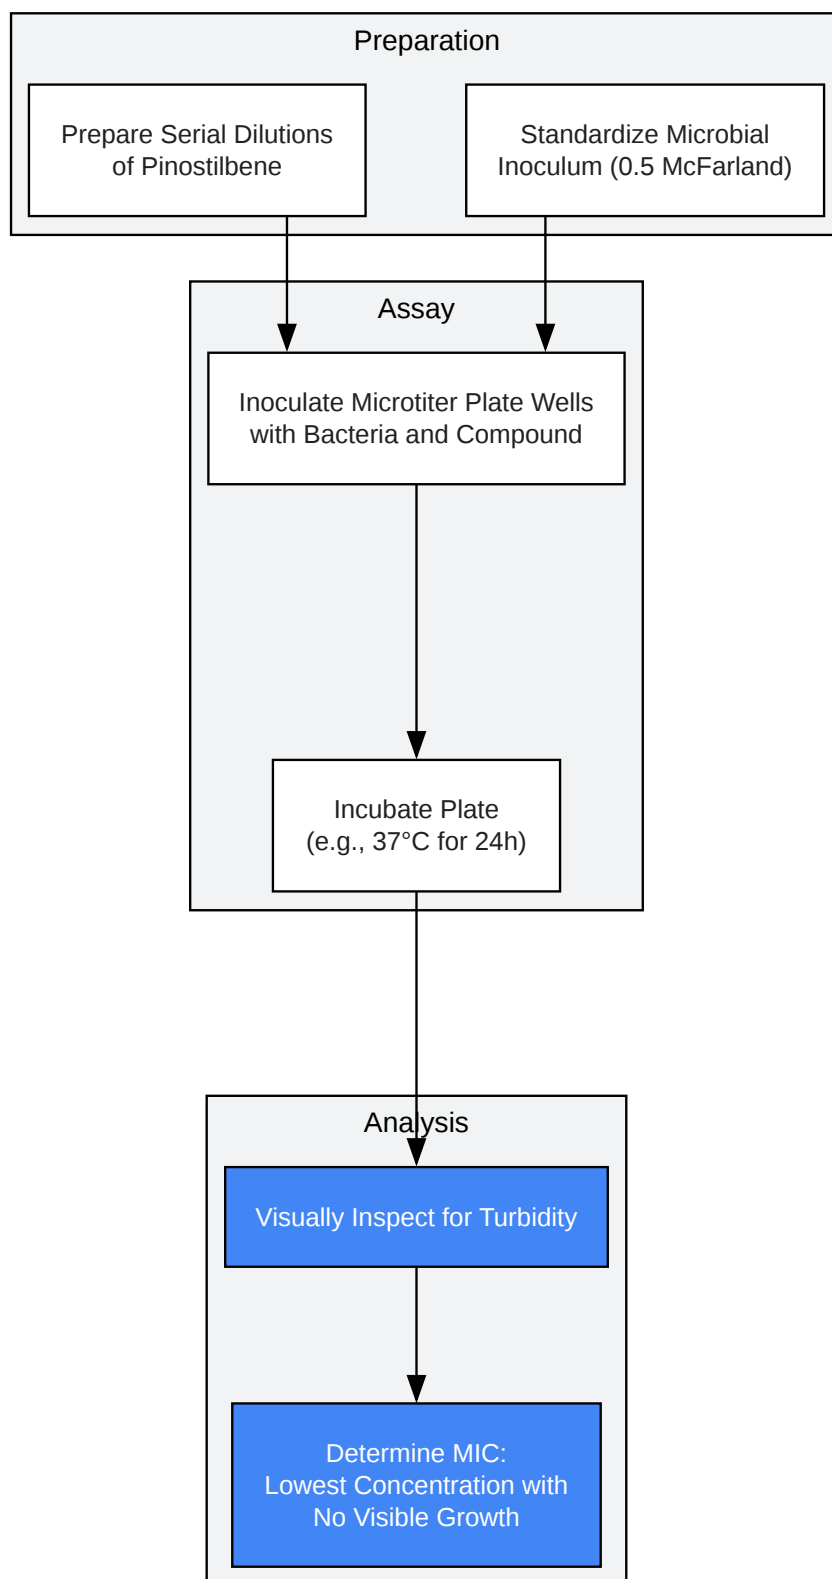 Preparation
Prepare Serial Dilutions
of Pinostilbene
Standardize Microbial
Inoculum (0.5 McFarland)
Assay
Inoculate Microtiter Plate Wells
with Bacteria and Compound
Incubate Plate
(e.g., 37°C for 24h)
Analysis
Visually Inspect for Turbidity
Determine MIC:
Lowest Concentration with
No Visible Growth